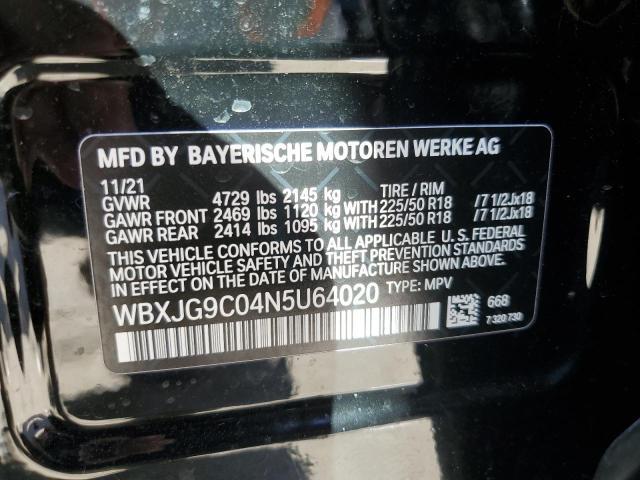 MFD BY BAYERISCHE MOTOREN WERKE AG
11/21 TIRE / RIM
GVWR 4729 lbs 2145 kg
GAWR FRONT 2469 lbs 1120 kg WITH 225/50 R18 /7 1/2Jx18
GAWR REAR 2414 lbs 1095 kg WITH 225/50 R18 /7 1/2Jx18
THIS VEHICLE CONFORMS TO ALL APPLICABLE U.S. FEDERAL
MOTOR VEHICLE SAFETY AND THEFT PREVENTION STANDARDS
IN EFFECT ON THE DATE OF MANUFACTURE SHOWN ABOVE.
WBXJG9C04N5U64020 TYPE: MPV
668
7 320 730